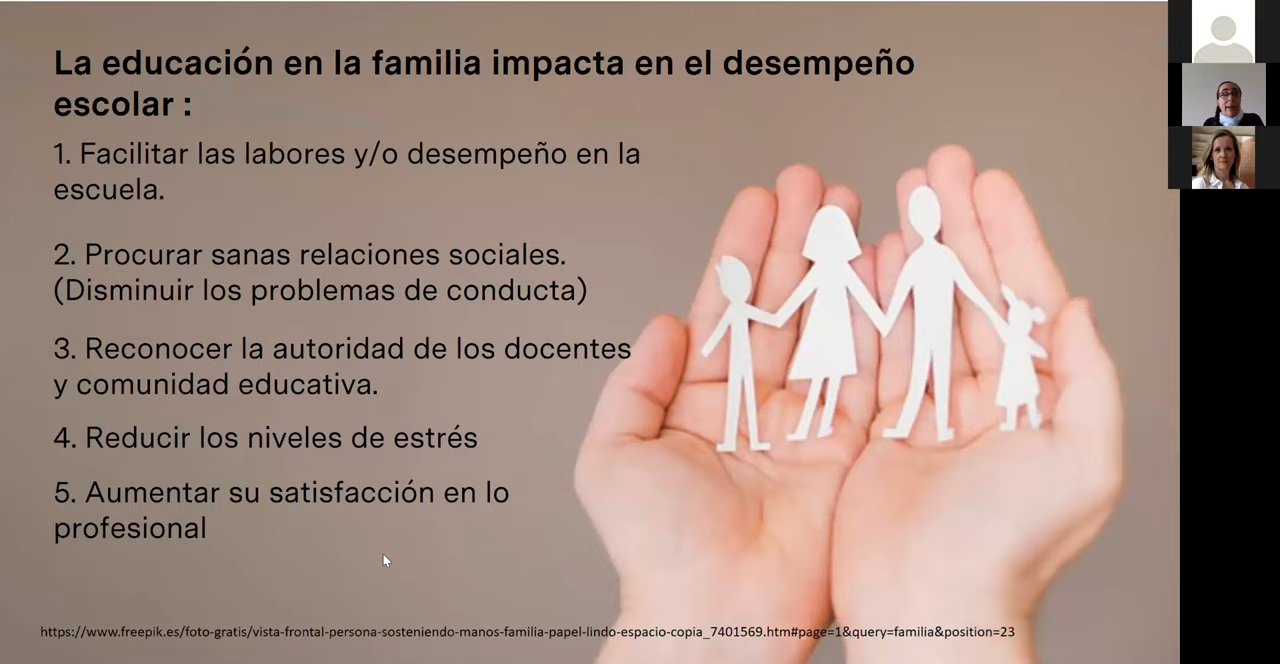 La educación en la familia impacta en el desempeño
escolar :
1. Facilitar las labores y/o desempeño en la
escuela.
2. Procurar sanas relaciones sociales.
(Disminuir los problemas de conducta)
3. Reconocer la autoridad de los docentes
y comunidad educativa.
4. Reducir los niveles de estrés
5. Aumentar su satisfacción en lo
profesional
https://www.freepik.es/foto-gratis/vista-frontal-persona-sosteniendo-manos-familia-papel-lindo-espacio-copia_7401569.htm#page=1&query=familia&position=23